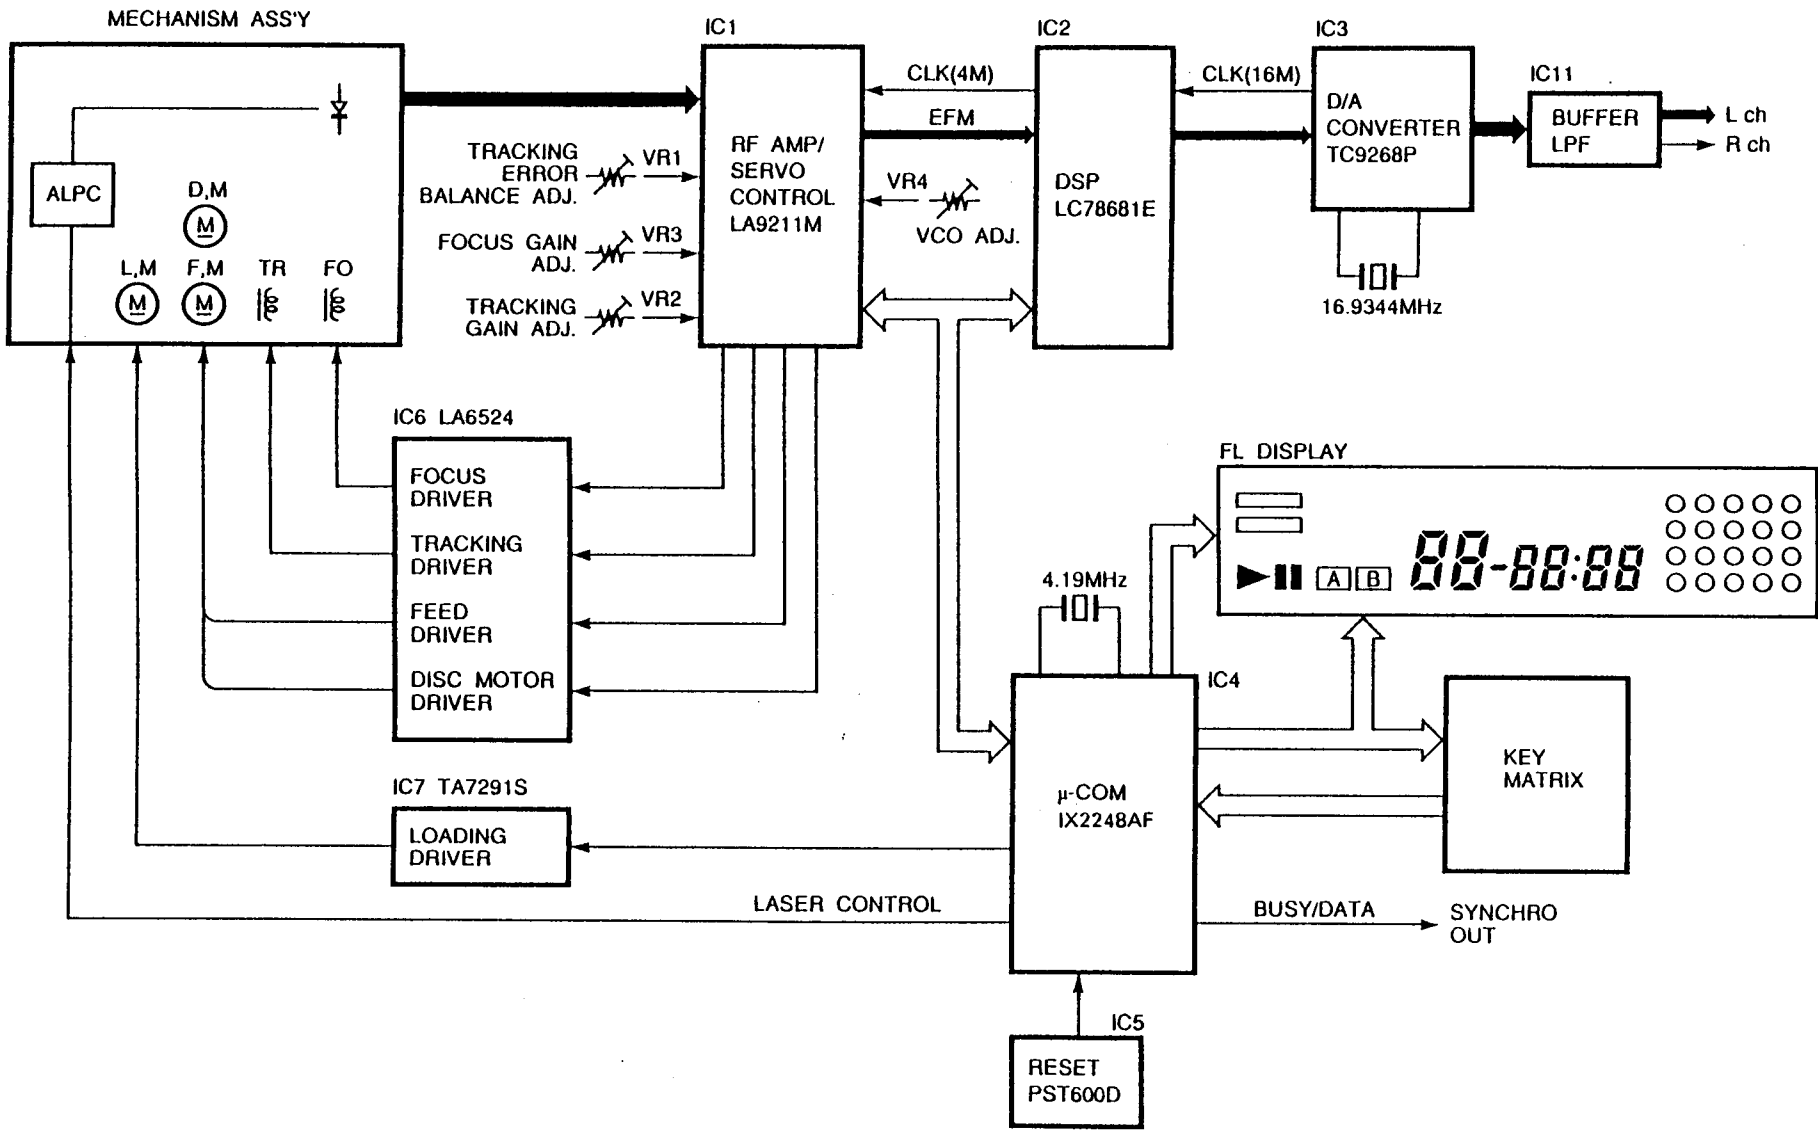 MECHANISM ASS'Y
ALPC
D,M
M
L,M
M
F,M
M
TR
FO
TRACKING
ERROR
BALANCE ADJ.
VR1
FOCUS GAIN
ADJ.
VR3
TRACKING
GAIN ADJ.
VR2
IC1
RF AMP/
SERVO
CONTROL
LA9211M
CLK(4M)
EFM
VR4
VCO ADJ.
IC2
DSP
LC78681E
CLK(16M)
IC3
D/A
CONVERTER
TC9268P
16.9344MHz
IC11
BUFFER
LPF
L ch
R ch
IC6 LA6524
FOCUS
DRIVER
TRACKING
DRIVER
FEED
DRIVER
DISC MOTOR
DRIVER
IC7 TA7291S
LOADING
DRIVER
LASER CONTROL
FL DISPLAY
A
B
88-88:88
4.19MHz
IC4
μ-COM
IX2248AF
KEY
MATRIX
BUSY/DATA
SYNCHRO
OUT
IC5
RESET
PST600D